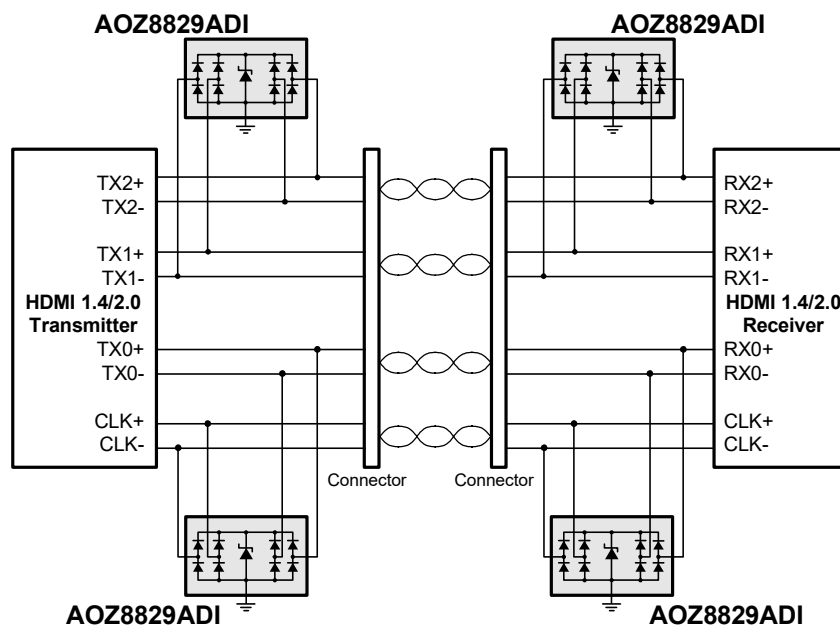 AOZ8829ADI
AOZ8829ADI
TX2+
TX2-
TX1+
TX1-
HDMI 1.4/2.0
Transmitter
TX0+
TX0-
CLK+
CLK-
RX2+
RX2-
RX1+
RX1-
HDMI 1.4/2.0
Receiver
RX0+
RX0-
CLK+
CLK-
Connector
Connector
AOZ8829ADI
AOZ8829ADI